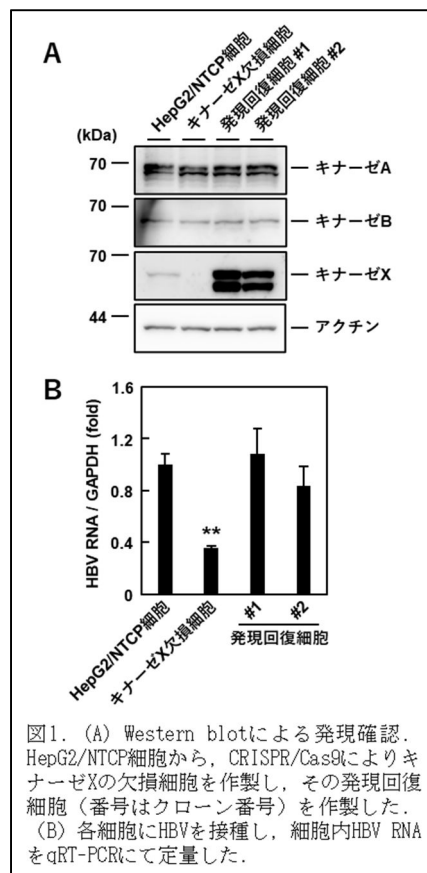 A
HepG2/NTCP細胞
キナーゼX欠損細胞
発現回復細胞 #1
発現回復細胞 #2
(kDa)
70
キナーゼA
70
キナーゼB
70
キナーゼX
44
アクチン
B
HBV RNA / GAPDH (fold)
1.6
1.2
0.8
0.4
0
**
HepG2/NTCP細胞
キナーゼX欠損細胞
#1
#2
発現回復細胞
図1. (A) Western blotによる発現確認.
HepG2/NTCP細胞から, CRISPR/Cas9によりキ
ナーゼXの欠損細胞を作製し, その発現回復
細胞（番号はクローン番号）を作製した.
(B) 各細胞にHBVを接種し, 細胞内HBV RNA
をqRT-PCRにて定量した.